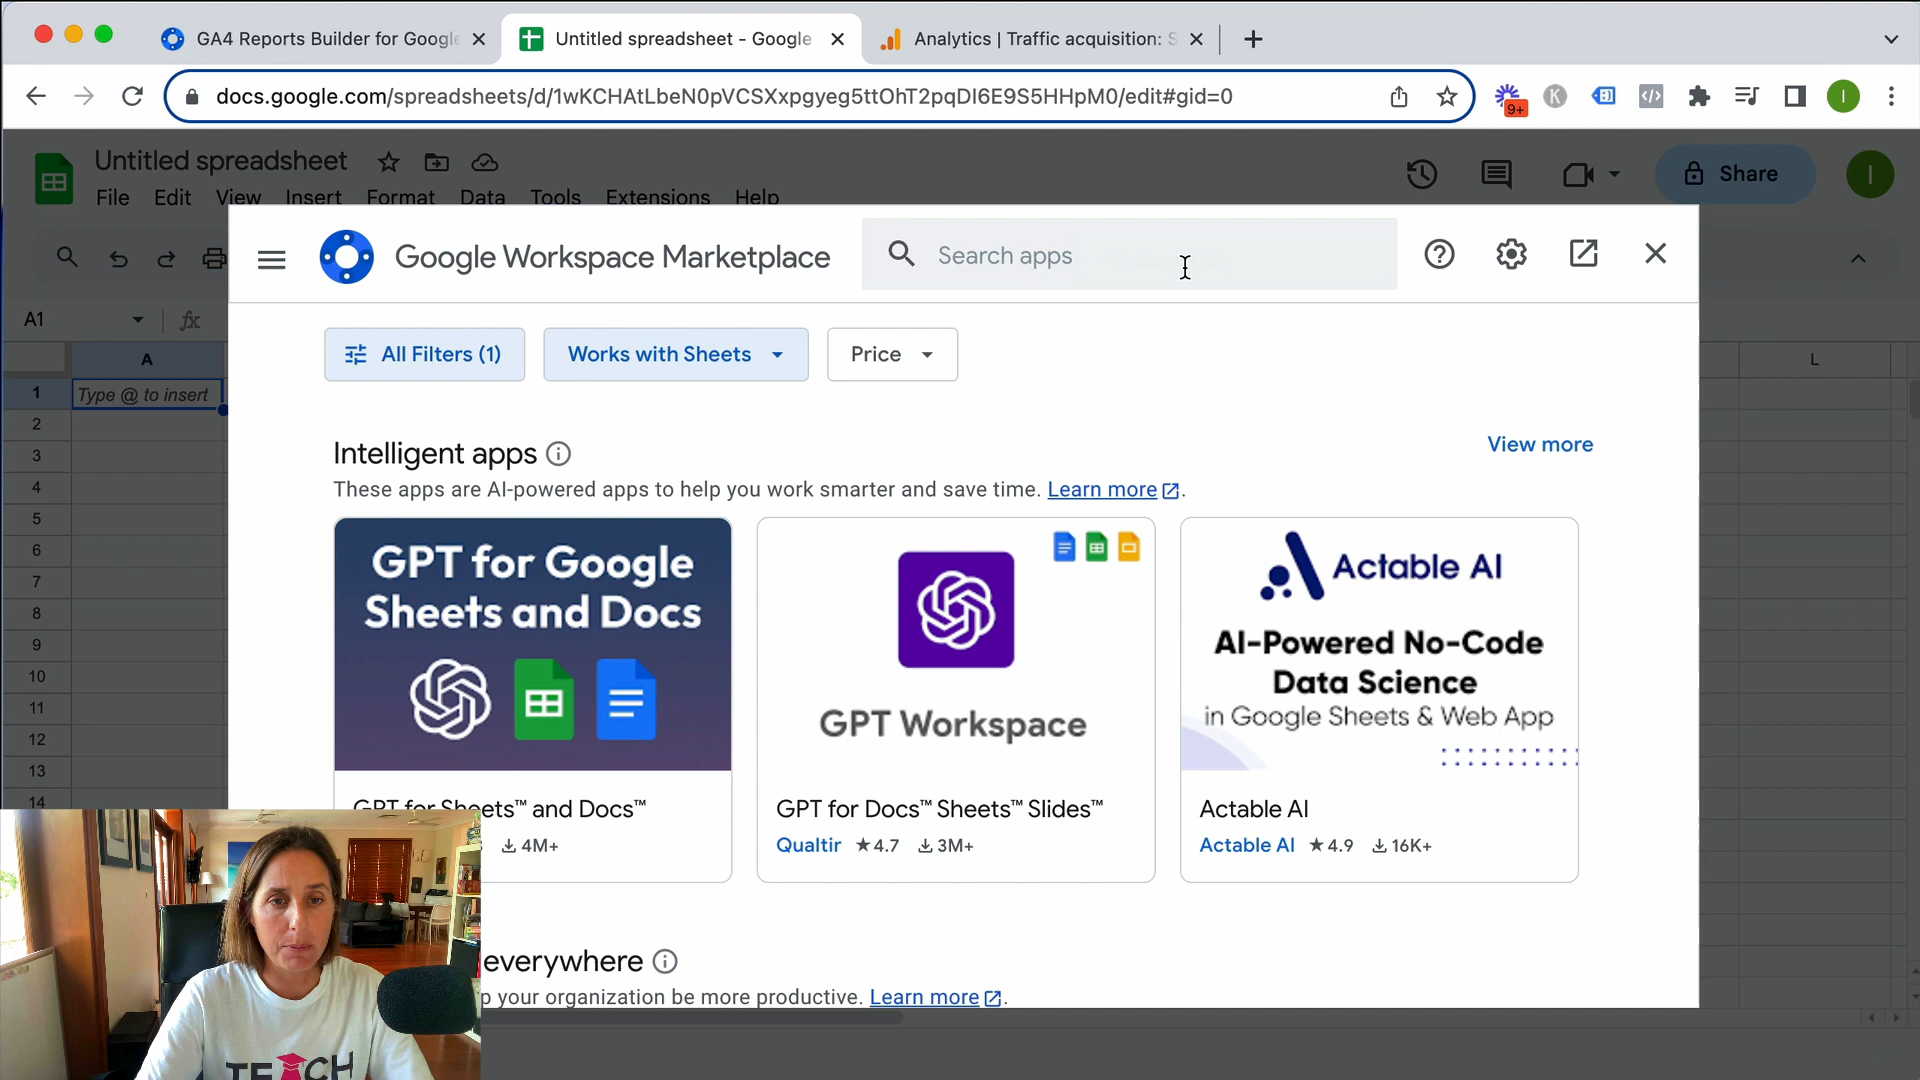 GA4 Reports Builder for Google
Untitled spreadsheet - Google
Analytics | Traffic acquisition: S
docs.google.com/spreadsheets/d/1wKCHAtLbeN0pVCSXxpgyeg5ttOhT2pqDI6E9S5HHpM0/edit#gid=0
9+
K
I
Untitled spreadsheet
File Edit View Insert Format Data Tools Extensions Help
Share
I
Google Workspace Marketplace
Search apps
A1
fx
All Filters (1)
Works with Sheets
Price
A
L
1
Type @ to insert
2
3
4
5
6
7
8
9
10
11
12
13
14
Intelligent apps
View more
These apps are AI-powered apps to help you work smarter and save time. Learn more.
GPT for Google
Sheets and Docs
GPT Workspace
Actable AI
AI-Powered No-Code
Data Science
in Google Sheets & Web App
GPT for Sheets™ and Docs™
4M+
GPT for Docs™ Sheets™ Slides™
Qualtir ★4.7 3M+
Actable AI
Actable AI ★4.9 16K+
everywhere
your organization be more productive. Learn more.
TEACH